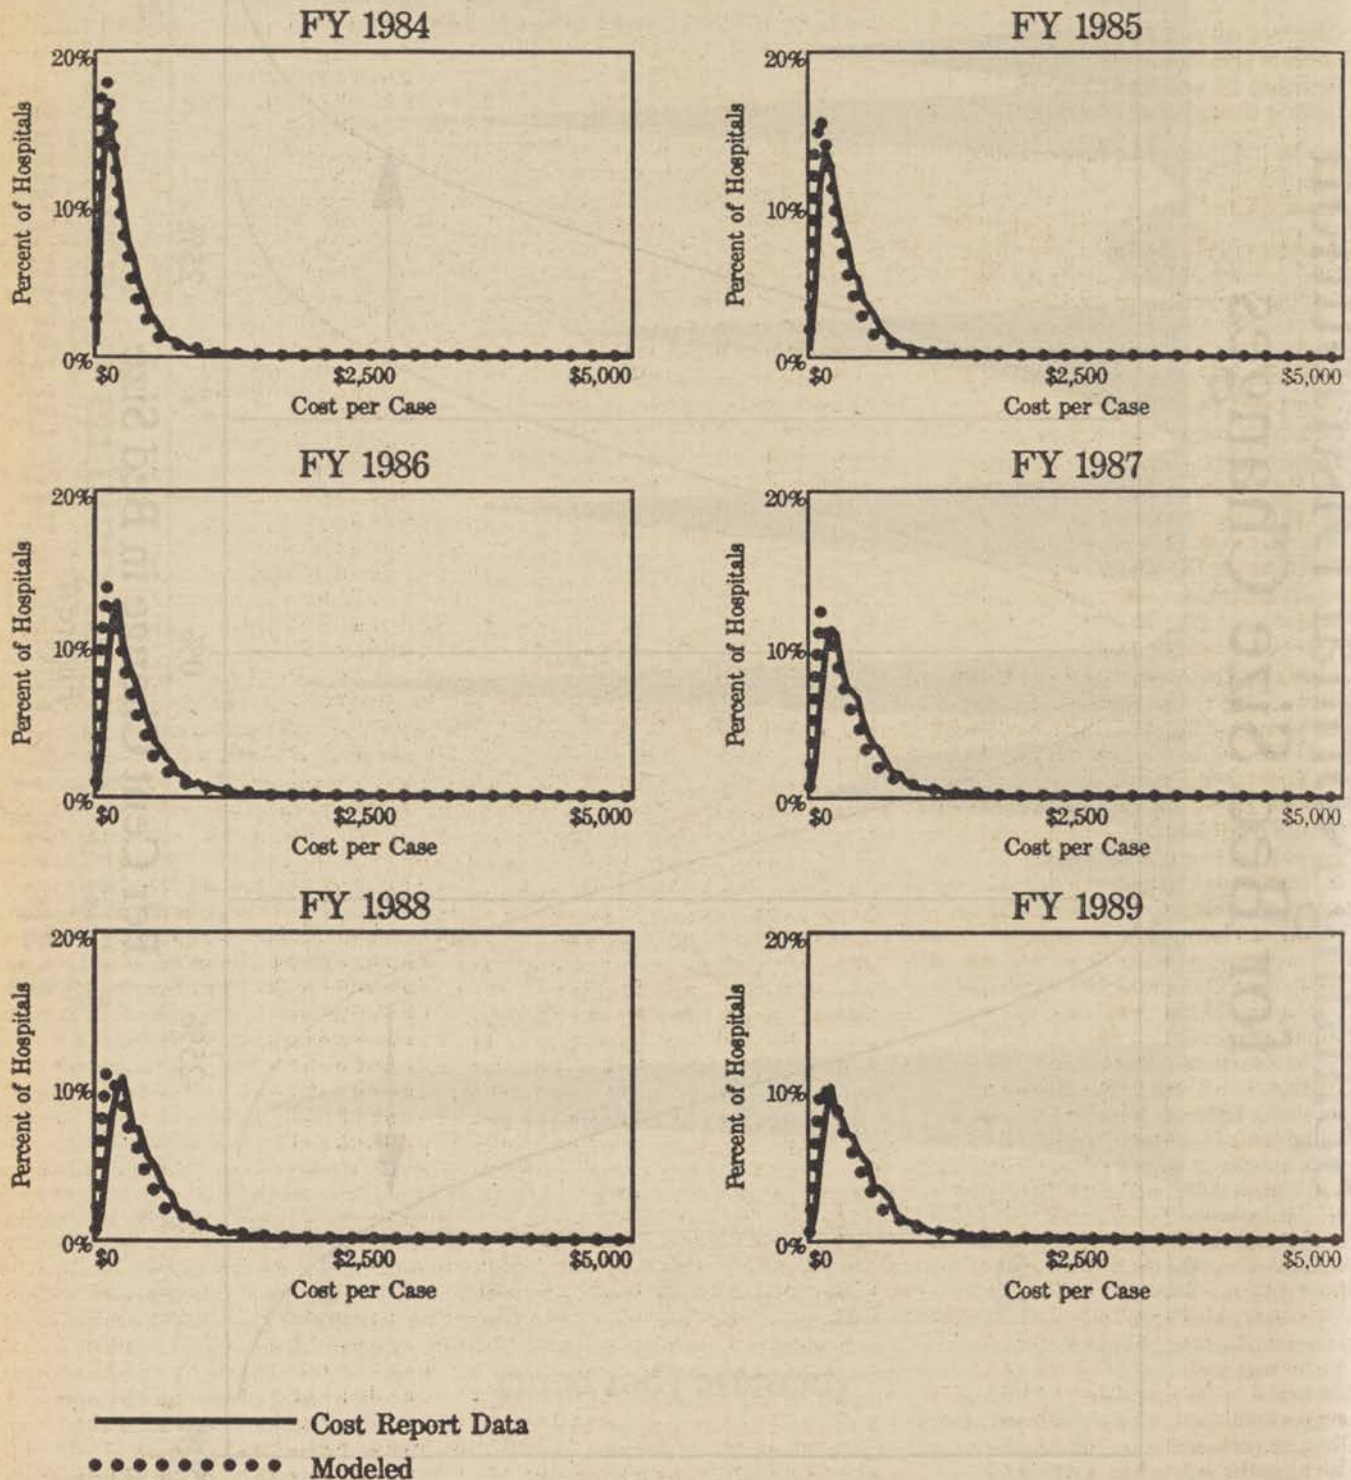 FY 1984
20%
10%
0%
Percent of Hospitals
$0 $2,500 $5,000
Cost per Case
FY 1985
20%
10%
0%
Percent of Hospitals
$0 $2,500 $5,000
Cost per Case
FY 1986
20%
10%
0%
Percent of Hospitals
$0 $2,500 $5,000
Cost per Case
FY 1987
20%
10%
0%
Percent of Hospitals
$0 $2,500 $5,000
Cost per Case
FY 1988
20%
10%
0%
Percent of Hospitals
$0 $2,500 $5,000
Cost per Case
FY 1989
20%
10%
0%
Percent of Hospitals
$0 $2,500 $5,000
Cost per Case
Cost Report Data
Modeled